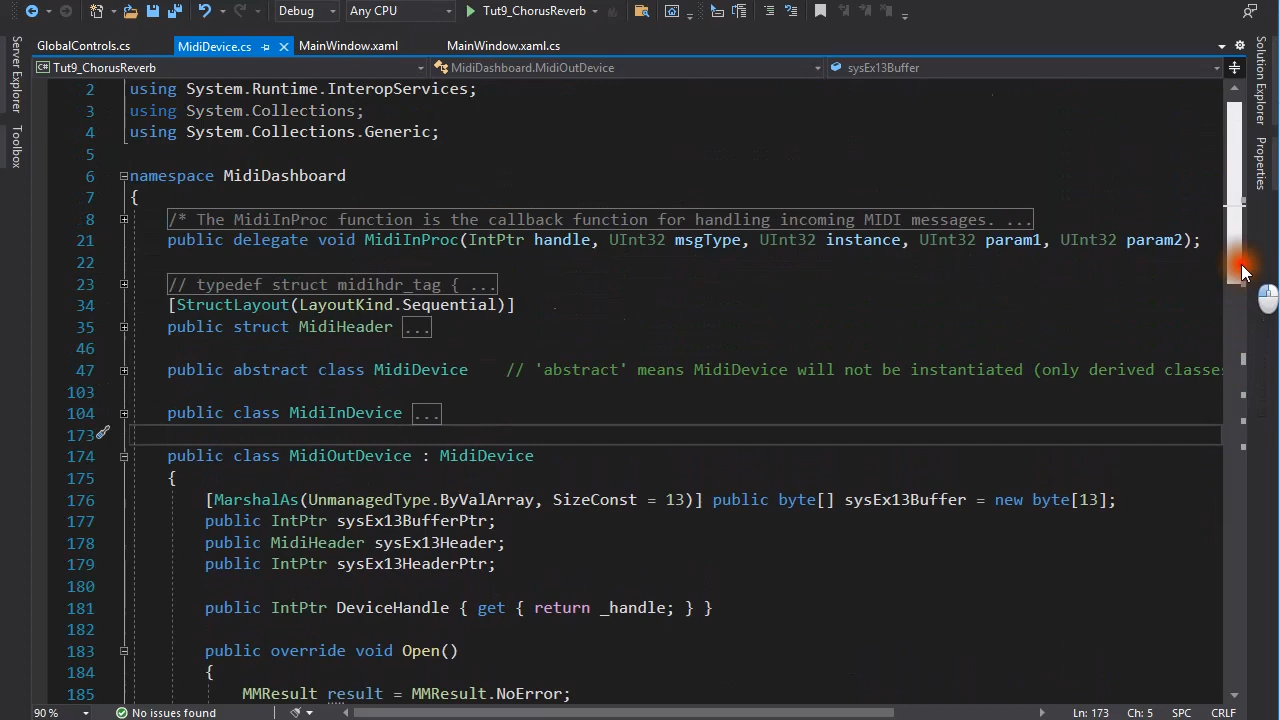 Debug Any CPU Tut9_ChorusReverb
GlobalControls.cs MidiDevice.cs MainWindow.xaml MainWindow.xaml.cs
Tut9_ChorusReverb MidiDashboard.MidiOutDevice sysEx13Buffer
Server Explorer
Toolbox
Solution Explorer
Properties
2 using System.Runtime.InteropServices;
3 using System.Collections;
4 using System.Collections.Generic;
5
6 namespace MidiDashboard
7 {
8 /* The MidiInProc function is the callback function for handling incoming MIDI messages. ...
21 public delegate void MidiInProc(IntPtr handle, UInt32 msgType, UInt32 instance, UInt32 param1, UInt32 param2);
22
23 // typedef struct midihdr_tag { ...
34 [StructLayout(LayoutKind.Sequential)]
35 public struct MidiHeader ...
46
47 public abstract class MidiDevice // 'abstract' means MidiDevice will not be instantiated (only derived classes
103
104 public class MidiInDevice ...
173
174 public class MidiOutDevice : MidiDevice
175 {
176 [MarshalAs(UnmanagedType.ByValArray, SizeConst = 13)] public byte[] sysEx13Buffer = new byte[13];
177 public IntPtr sysEx13BufferPtr;
178 public MidiHeader sysEx13Header;
179 public IntPtr sysEx13HeaderPtr;
180
181 public IntPtr DeviceHandle { get { return _handle; } }
182
183 public override void Open()
184 {
185 MMResult result = MMResult.NoError;
90 % No issues found Ln: 173 Ch: 5 SPC CRLF